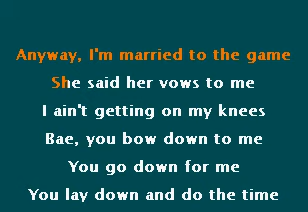 Anyway, I'm married to the game
She said her vows to me
I ain't getting on my knees
Bae, you bow down to me
You go down for me
You lay down and do the time